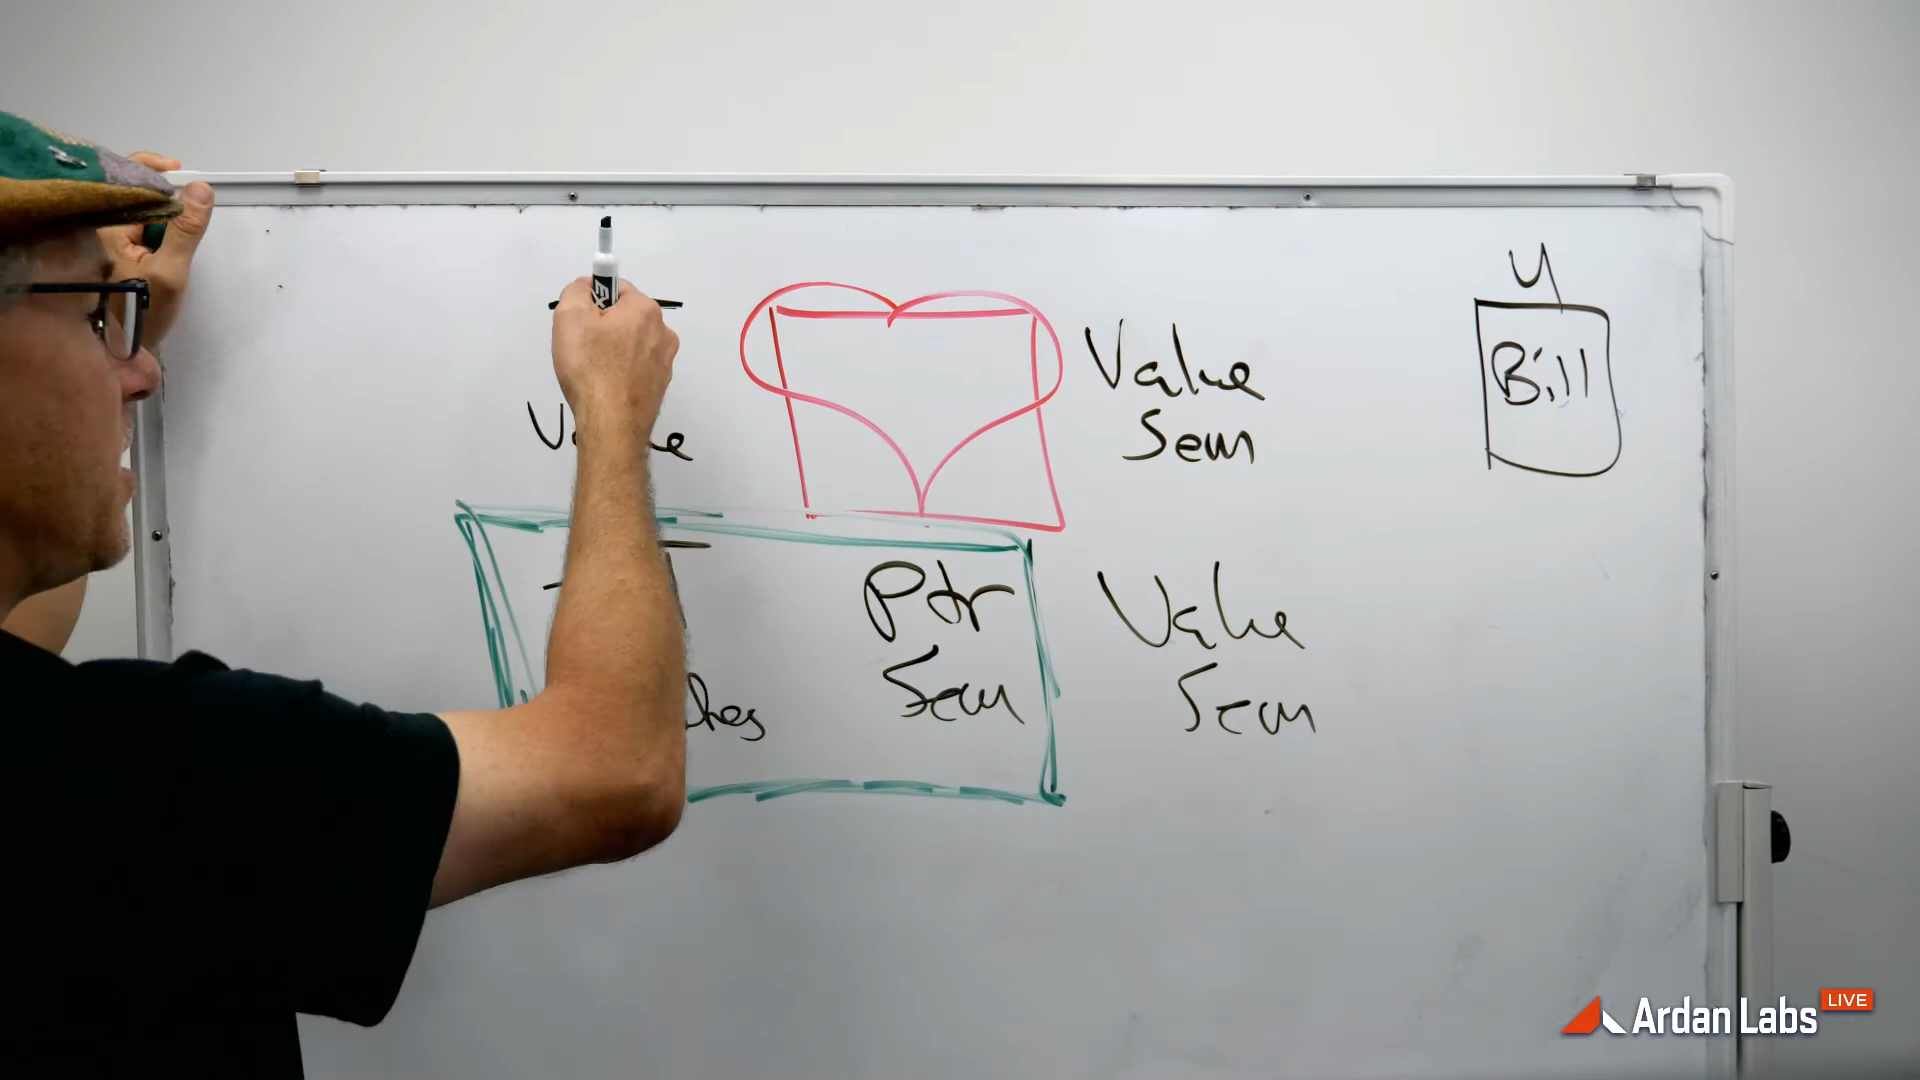 Value
Sem
u
Bill
Ptr
Sem
Value
Sem
Ardan Labs LIVE